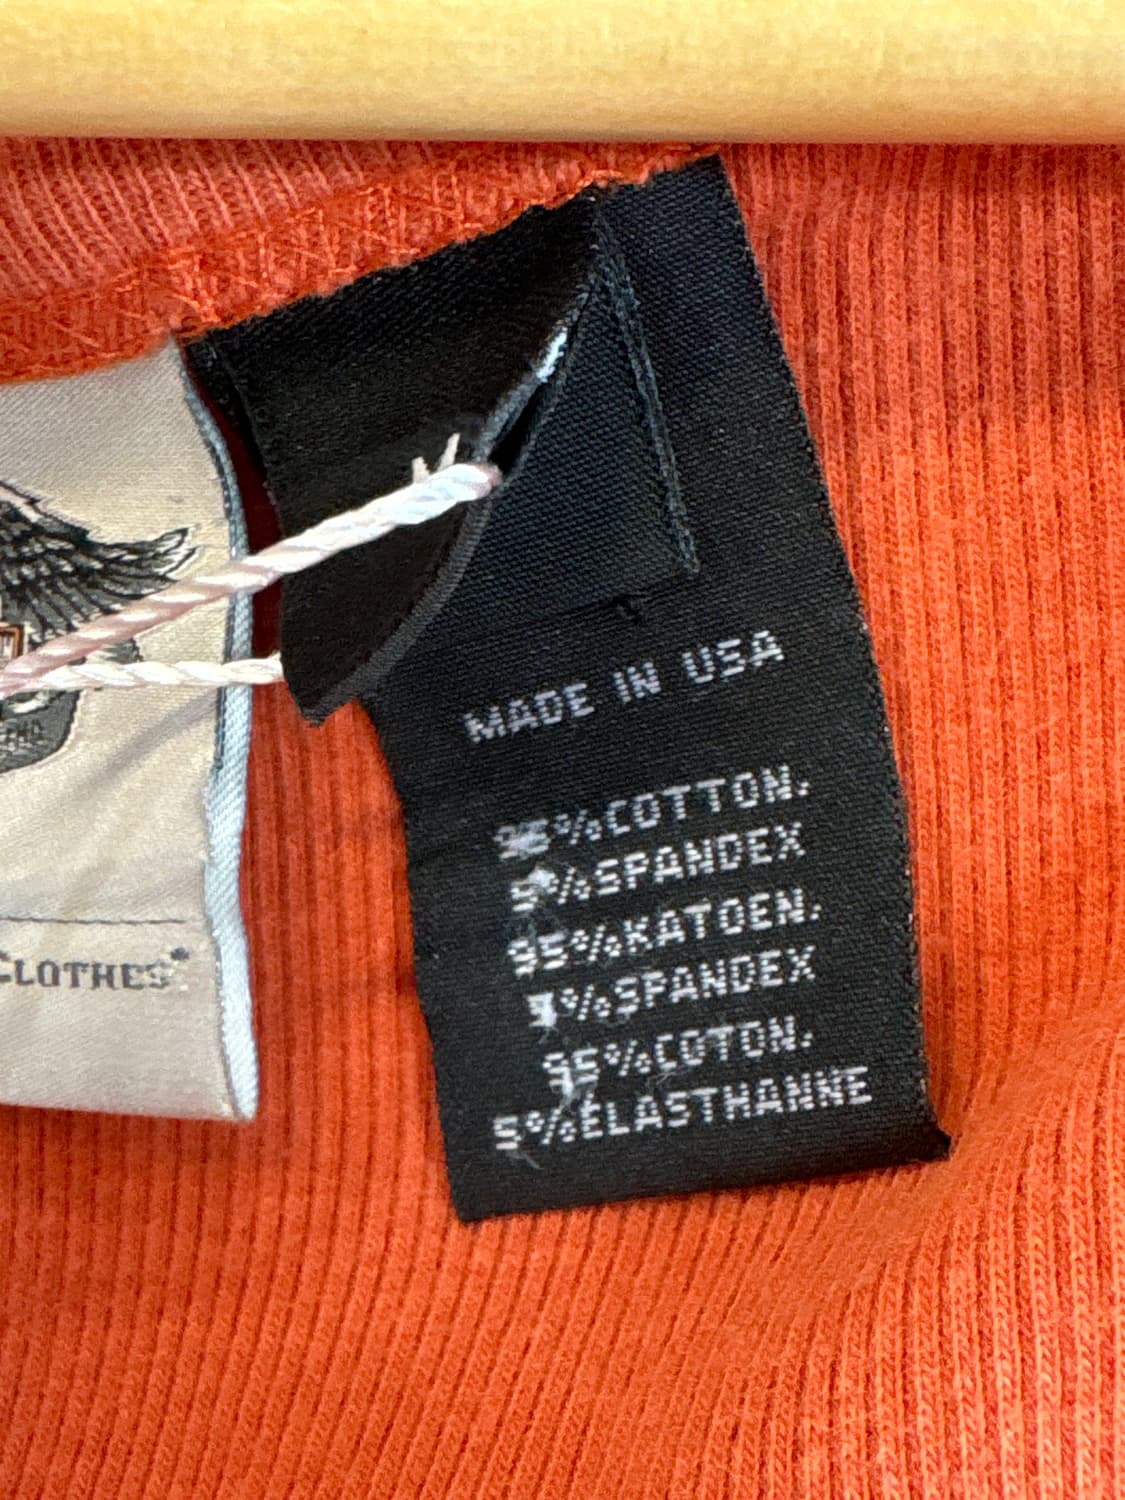 MADE IN USA
95%COTTON.
5%SPANDEX
95%KATOEN.
5%SPANDEX
95%COTON.
5%ÉLASTHANNE
CLOTHES